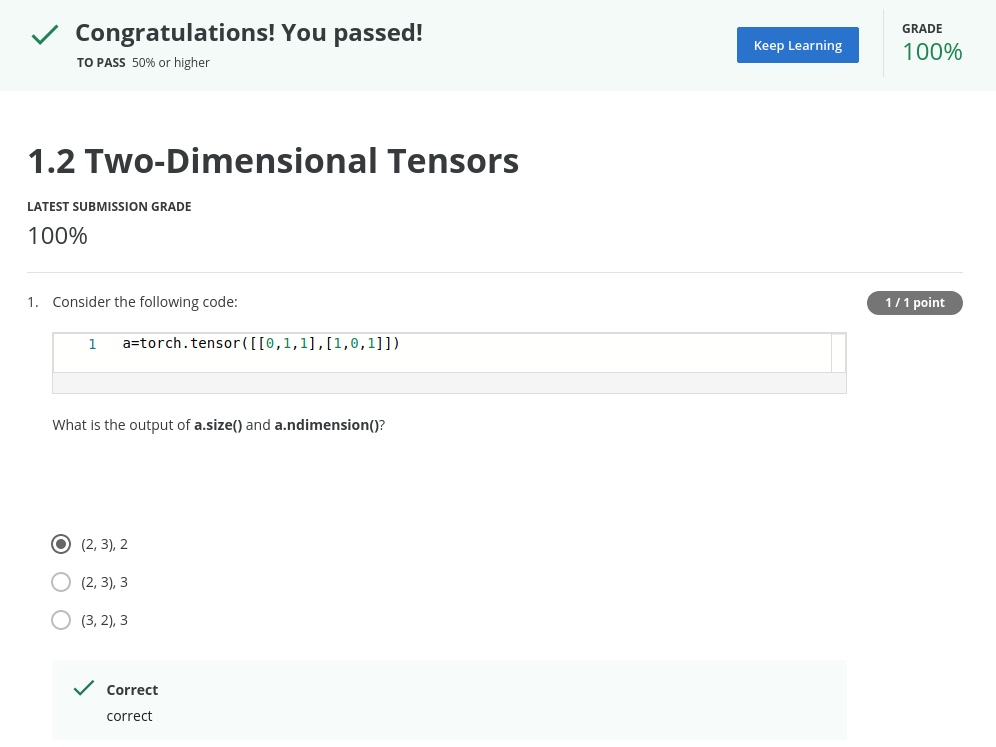 Congratulations! You passed!
TO PASS 50% or higher
Keep Learning
GRADE
100%
1.2 Two-Dimensional Tensors
LATEST SUBMISSION GRADE
100%
1. Consider the following code:
1 / 1 point
1 a=torch.tensor([[0,1,1],[1,0,1]])
What is the output of a.size() and a.ndimension()?
(2, 3), 2
(2, 3), 3
(3, 2), 3
Correct
correct